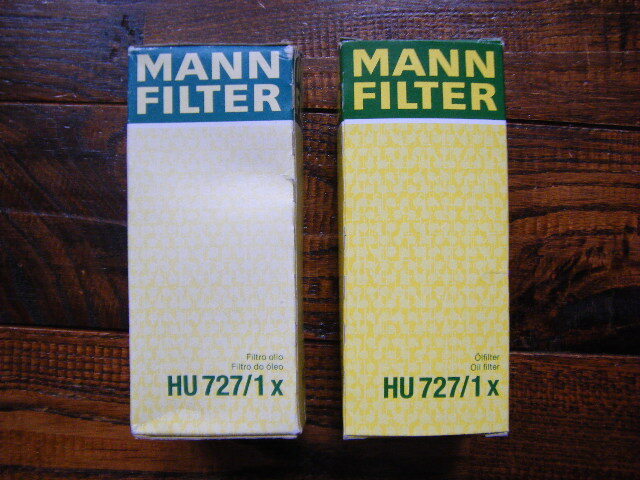 MANN
FILTER
Filtro olio
Filtro do óleo
HU 727/1 x
MANN
FILTER
Ölfilter
Oil filter
HU 727/1 x